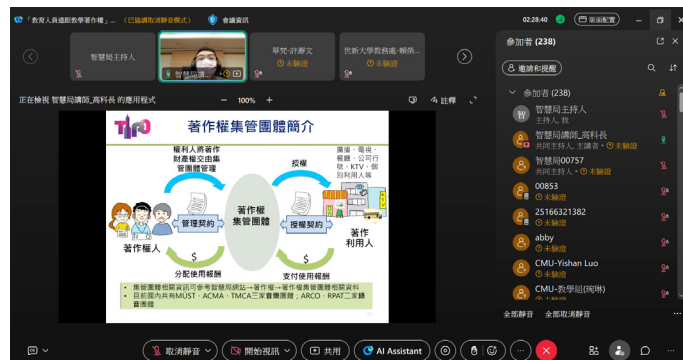 「教育人員遠距教學著作權」...
(已協調取消靜音模式)
會議資訊
02:28:40
版面配置
智慧局主持人
智慧局講...
華梵-許瀞文
未驗證
世新大學教務處-賴榮...
未驗證
正在檢視 智慧局講師_高科長 的應用程式
100%
註釋
TIPO
著作權集管團體簡介
權利人將著作
財產權交由集
管團體管理
授權
廣播、電視、
餐廳、公司行
號、KTV、個
別利用人等
著作權
集管團體
管理契約
授權契約
著作權人
著作
利用人
$
$
分配使用報酬
支付使用報酬
• 集管團體相關資訊可參考智慧局網站→著作權→著作權集管團體相關資料
• 目前國內共有MUST、ACMA、TMCA三家音樂團體；ARCO、RPAT二家錄
音團體
參加者 (238)
邀請和提醒
參加者 (238)
智
智慧局主持人
主持人, 我
智慧局講師_高科長
共同主持人, 主講者 • 未驗證
智慧局00757
共同主持人 • 未驗證
00853
未驗證
25166321382
未驗證
abby
未驗證
CMU-Yishan Luo
未驗證
CMU-教學組(琬琳)
未驗證
全部靜音
全部取消靜音
取消靜音
開始視訊
共用
AI Assistant